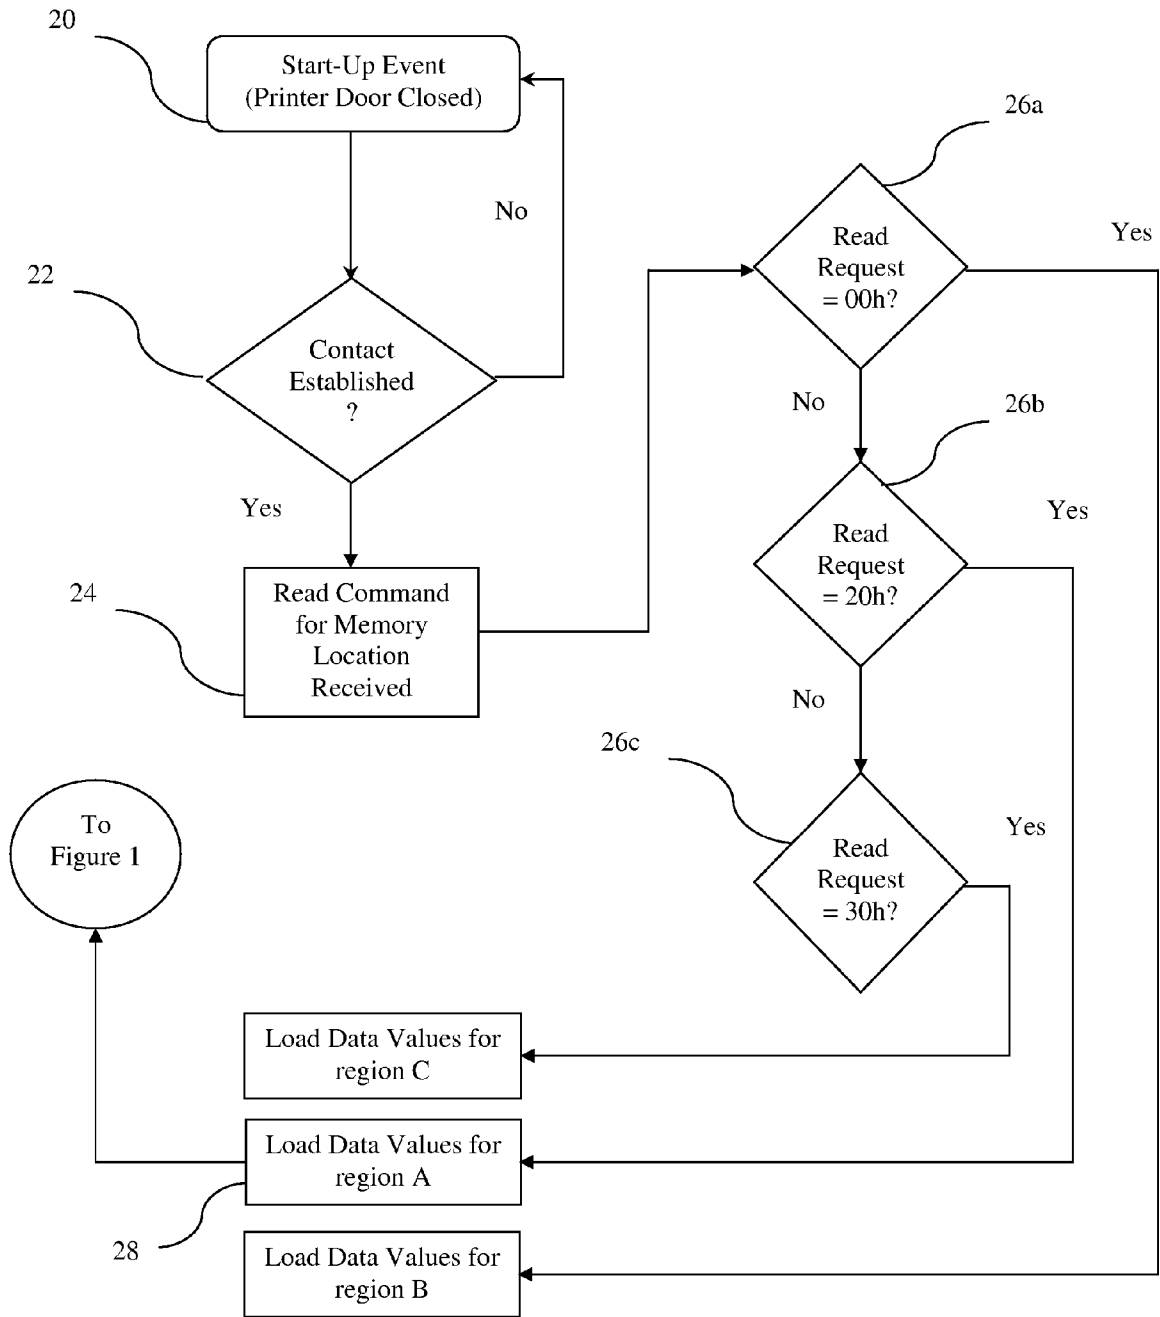 20
Start-Up Event
(Printer Door Closed)
No
22
Contact
Established
?
Yes
24
Read Command
for Memory
Location
Received
26a
Read
Request
= 00h?
Yes
No
26b
Read
Request
= 20h?
Yes
No
26c
Read
Request
= 30h?
Yes
To
Figure 1
Load Data Values for
region C
Load Data Values for
region A
28
Load Data Values for
region B